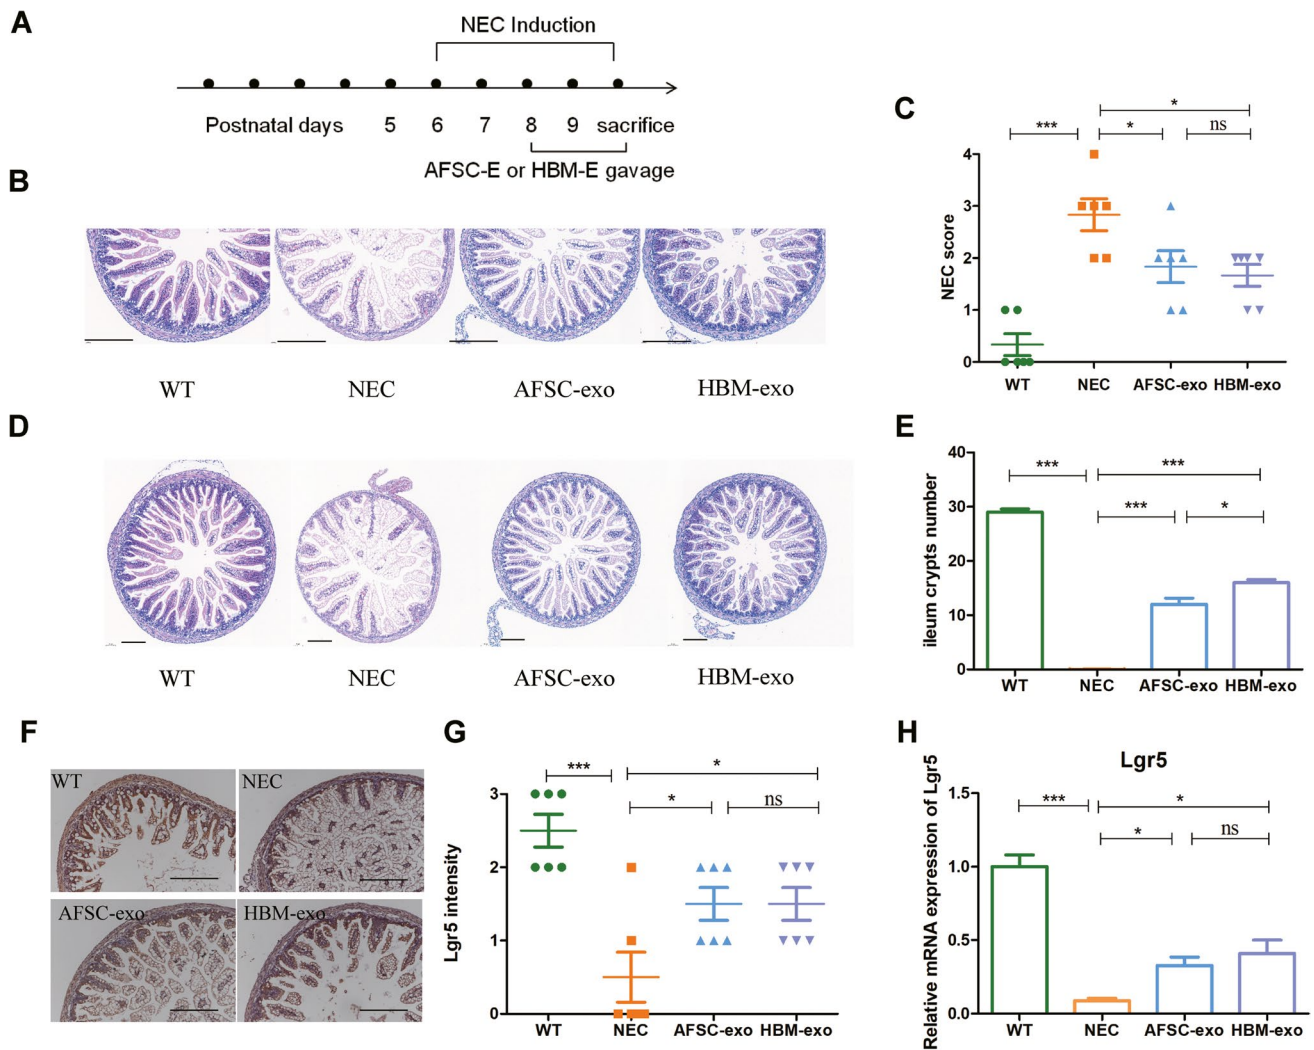 A
NEC Induction
Postnatal days 5 6 7 8 9 sacrifice
AFSC-E or HBM-E gavage
B
WT NEC AFSC-exo HBM-exo
C
*
*** * ns
NEC score
4
3
2
1
0
WT NEC AFSC-exo HBM-exo
D
WT NEC AFSC-exo HBM-exo
E
ileum crypts number
*** ***
*** *
40
30
20
10
0
WT NEC AFSC-exo HBM-exo
F
WT NEC
AFSC-exo HBM-exo
G
*** *
* ns
Lgr5 intensity
3
2
1
0
WT NEC AFSC-exo HBM-exo
H
Lgr5
Relative mRNA expression of Lgr5
*** *
* ns
1.5
1.0
0.5
0.0
WT NEC AFSC-exo HBM-exo